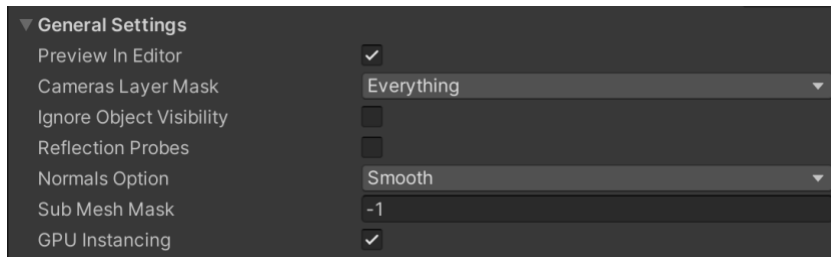 General Settings
Preview In Editor
Cameras Layer Mask Everything
Ignore Object Visibility
Reflection Probes
Normals Option Smooth
Sub Mesh Mask -1
GPU Instancing